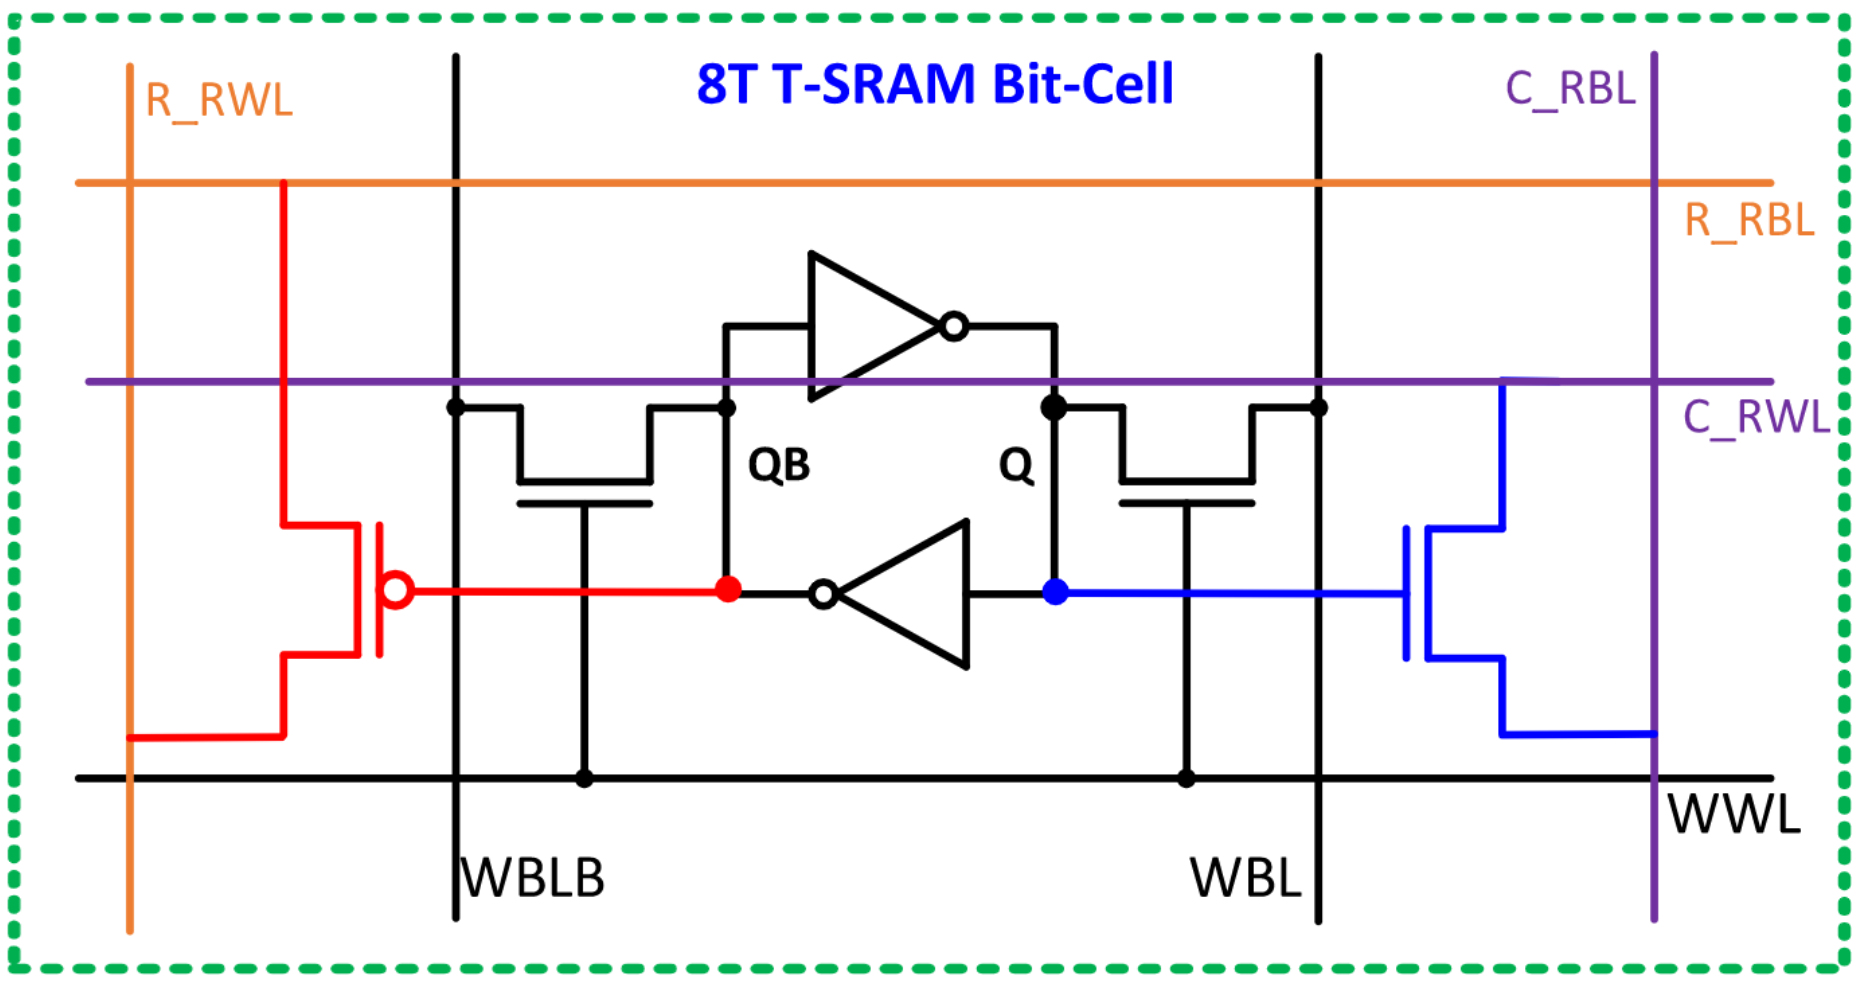 8T T-SRAM Bit-Cell
R_RWL
C_RBL
R_RBL
C_RWL
QB
Q
WWL
WBLB
WBL